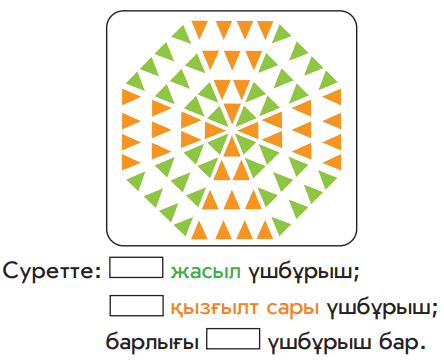 Суретте: жасыл үшбұрыш;
қызғылт сары үшбұрыш;
барлығы үшбұрыш бар.